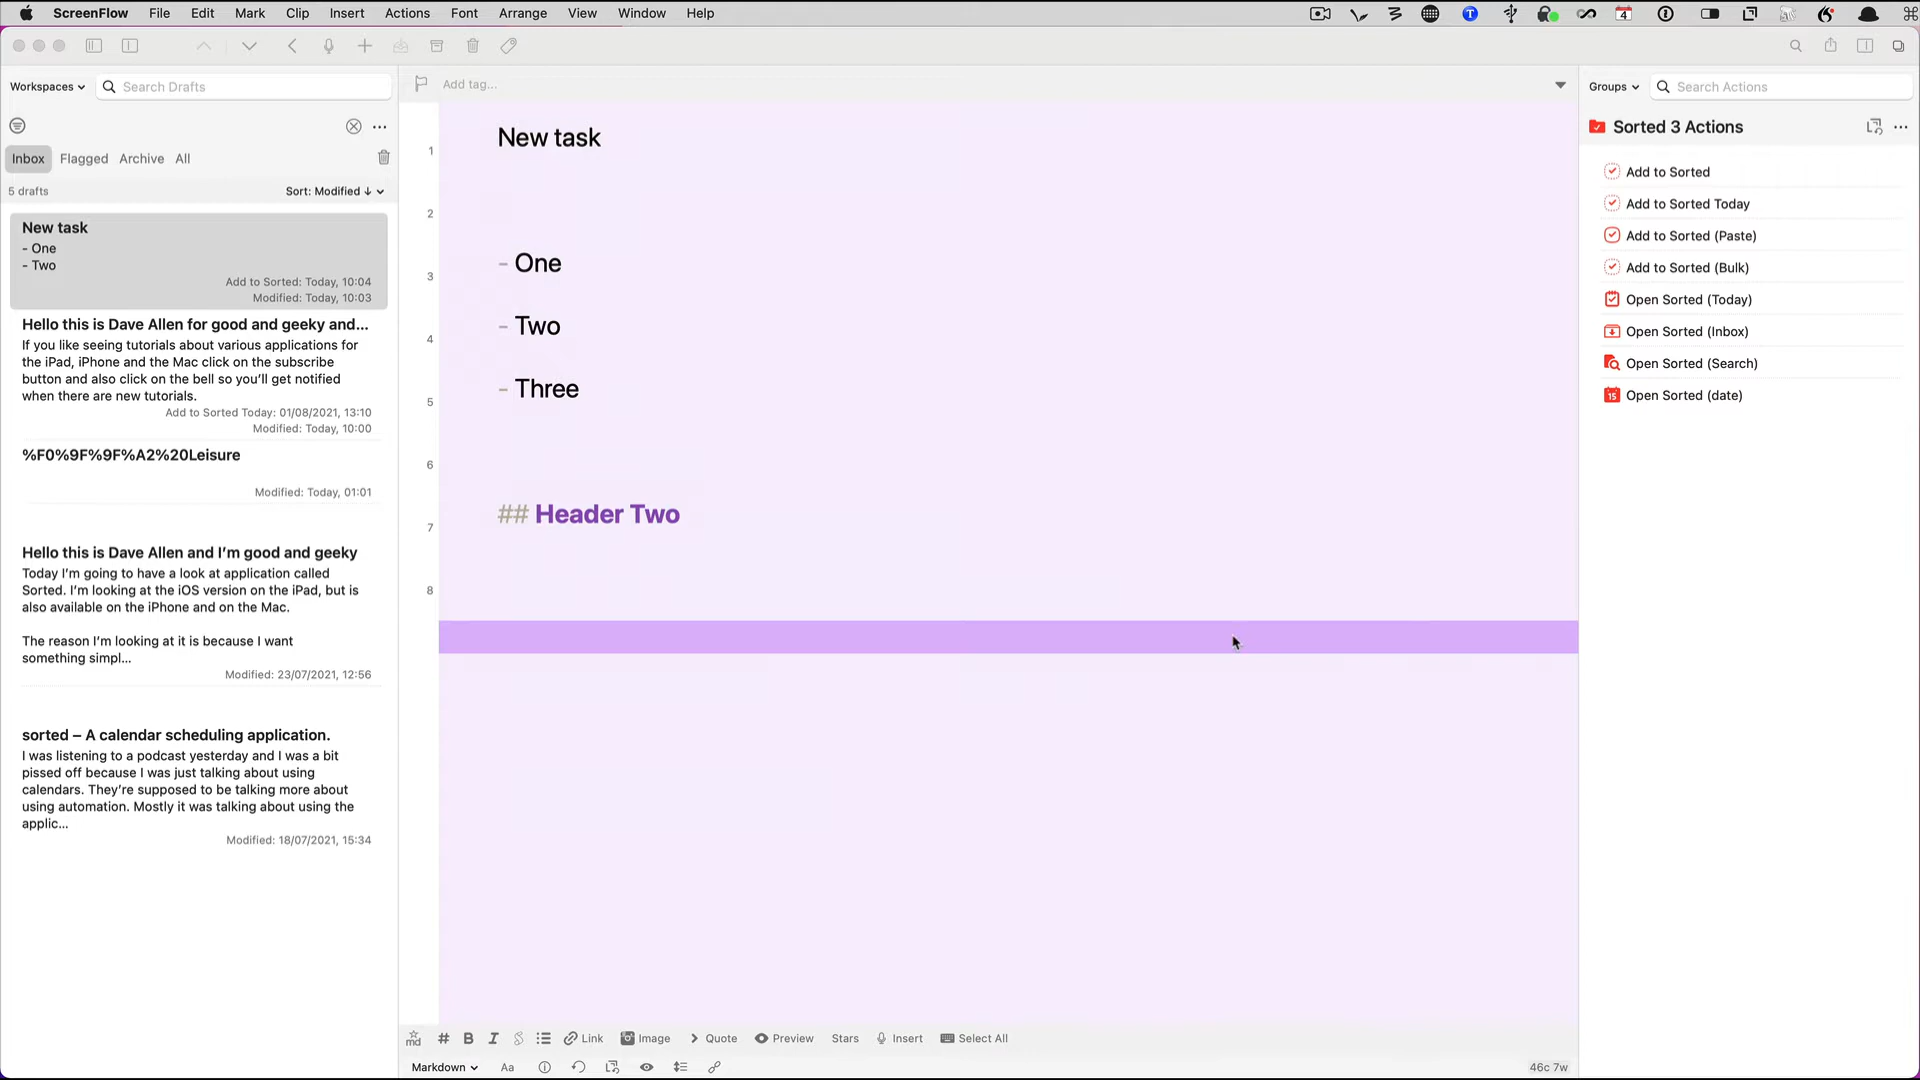 ScreenFlow File Edit Mark Clip Insert Actions Font Arrange View Window Help
4
Workspaces
Search Drafts
Inbox Flagged Archive All
5 drafts
Sort: Modified ↓
New task
- One
- Two
Add to Sorted: Today, 10:04
Modified: Today, 10:03
Hello this is Dave Allen for good and geeky and...
If you like seeing tutorials about various applications for
the iPad, iPhone and the Mac click on the subscribe
button and also click on the bell so you'll get notified
when there are new tutorials.
Add to Sorted Today: 01/08/2021, 13:10
Modified: Today, 10:00
%F0%9F%9F%A2%20Leisure
Modified: Today, 01:01
Hello this is Dave Allen and I'm good and geeky
Today I'm going to have a look at application called
Sorted. I'm looking at the iOS version on the iPad, but is
also available on the iPhone and on the Mac.
The reason I'm looking at it is because I want
something simpl...
Modified: 23/07/2021, 12:56
sorted – A calendar scheduling application.
I was listening to a podcast yesterday and I was a bit
pissed off because I was just talking about using
calendars. They're supposed to be talking more about
using automation. Mostly it was talking about using the
applic...
Modified: 18/07/2021, 15:34
Add tag...
1 New task
2
3 - One
4 - Two
5 - Three
6
7 ## Header Two
8
md # B I S Link Image Quote Preview Stars Insert Select All
Markdown Aa
46c 7w
Groups
Search Actions
Sorted 3 Actions
Add to Sorted
Add to Sorted Today
Add to Sorted (Paste)
Add to Sorted (Bulk)
Open Sorted (Today)
Open Sorted (Inbox)
Open Sorted (Search)
15 Open Sorted (date)